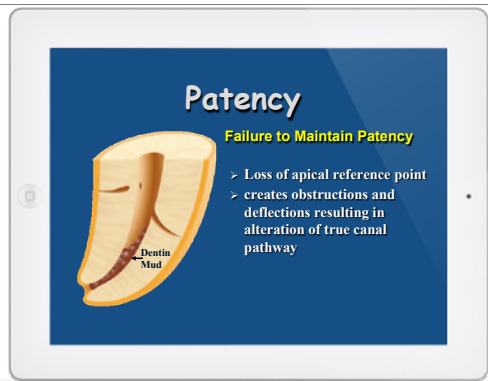 Patency
Failure to Maintain Patency
➢ Loss of apical reference point
➢ creates obstructions and
deflections resulting in
alteration of true canal
pathway
Dentin
Mud